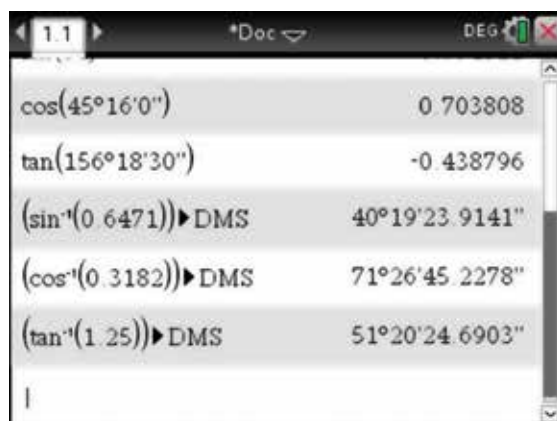 1.1 *Doc DEG
cos(45°16'0") 0.703808
tan(156°18'30") -0.438796
(sin⁻¹(0.6471))▶DMS 40°19'23.9141"
(cos⁻¹(0.3182))▶DMS 71°26'45.2278"
(tan⁻¹(1.25))▶DMS 51°20'24.6903"